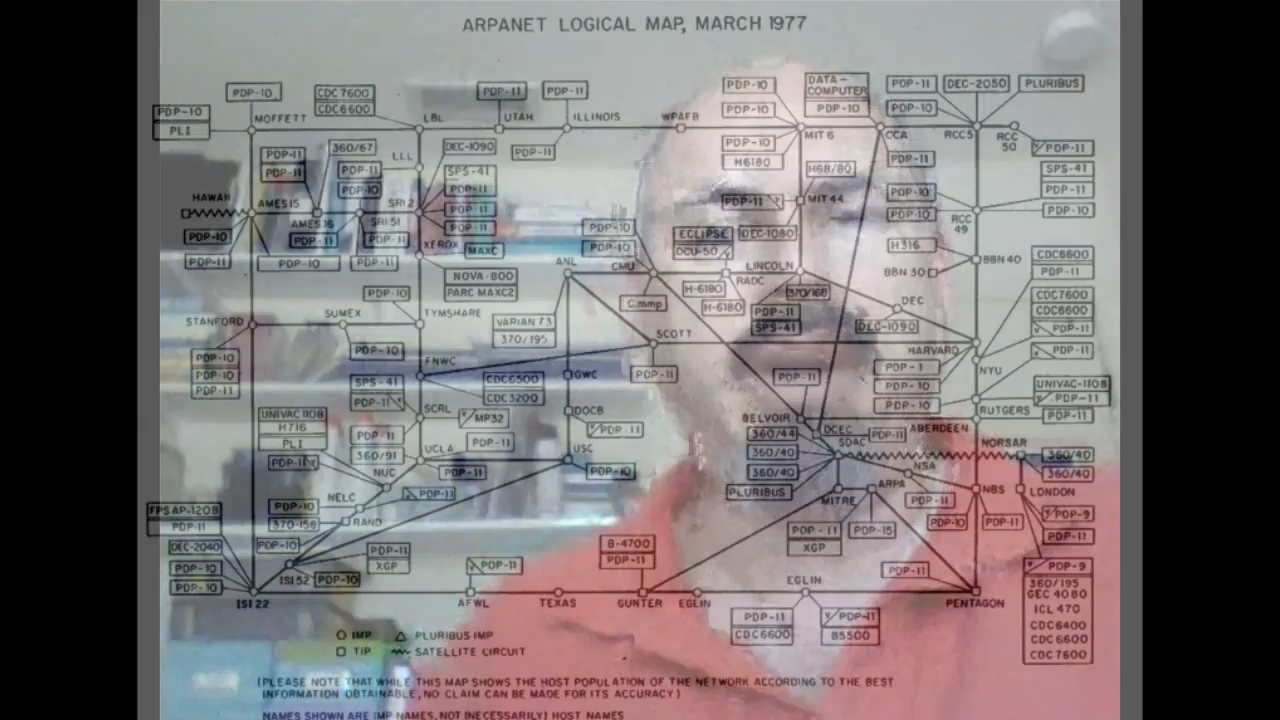 ARPANET LOGICAL MAP, MARCH 1977
PDP-10
CDC7600
CDC6600
PDP-11
PDP-11
PDP-10
PDP-10
DATA-
COMPUTER
PDP-10
PDP-11
PDP-10
DEC-2050
PLURIBUS
PDP-10
PLI
MOFFETT
LBL
UTAH
ILLINOIS
WPAFB
MIT 6
CCA
RCC5
RCC
50
PDP-11
PDP-11
PDP-11
360/67
LLL
PDP-11
PDP-10
DEC-1090
SPS-41
PDP-11
PDP-11
PDP-11
PDP-11
PDP-10
H6180
H68/80
PDP-11
SPS-41
PDP-11
PDP-10
HAWAII
AMES15
AMES16
SRI 51
SRI 2
PDP-11
MIT 44
PDP-10
PDP-10
RCC
49
PDP-10
PDP-11
PDP-10
PDP-11
PDP-11
PDP-11
XEROX
MAXC
PDP-10
PDP-10
ECLIPSE
DCU-50
DEC-1080
H316
BBN 40
BBN 30
CDC6600
PDP-11
NOVA-800
PARC MAXC2
ANL
CMU
RADC
LINCOLN
H-6180
H-6180
370/168
PDP-11
SPS-41
DEC
DEC-1090
CDC7600
CDC6600
PDP-11
PDP-11
PDP-10
C.mmp
STANFORD
SUMEX
TYMSHARE
VARIAN 73
370/195
SCOTT
HARVARD
PDP-10
PDP-10
PDP-11
PDP-10
FNWC
CDC6500
CDC3200
GWC
PDP-11
PDP-11
PDP-1
PDP-10
PDP-10
NYU
UNIVAC-1108
PDP-11
PDP-11
SPS-41
PDP-11
SCRL
MP32
DOCB
PDP-11
BELVOIR
RUTGERS
UNIVAC 1108
H716
PLI
PDP-11
PDP-11
360/91
UCLA
PDP-11
PDP-11
USC
PDP-10
360/44
360/40
360/40
PLURIBUS
DCEC
SDAC
PDP-11
ABERDEEN
NORSAR
360/40
360/40
NUC
PDP-11
NSA
PDP-11
NBS
LONDON
FPS AP-120B
PDP-11
DEC-2040
PDP-10
PDP-10
NELC
PDP-10
370-158
RAND
PDP-10
MITRE
ARPA
PDP-10
PDP-11
PDP-9
PDP-11
ISI52
PDP-10
PDP-11
XGP
PDP-11
B-4700
PDP-11
PDP-11
XGP
PDP-15
PDP-11
EGLIN
PDP-9
360/195
GEC 4080
ICL 470
CDC6400
CDC6600
CDC7600
ISI 22
AFWL
TEXAS
GUNTER
EGLIN
PENTAGON
PDP-11
CDC6600
PDP-11
B5500
IMP
PLURIBUS IMP
TIP
SATELLITE CIRCUIT
(PLEASE NOTE THAT WHILE THIS MAP SHOWS THE HOST POPULATION OF THE NETWORK ACCORDING TO THE BEST
INFORMATION OBTAINABLE, NO CLAIM CAN BE MADE FOR ITS ACCURACY)
NAMES SHOWN ARE IMP NAMES, NOT (NECESSARILY) HOST NAMES